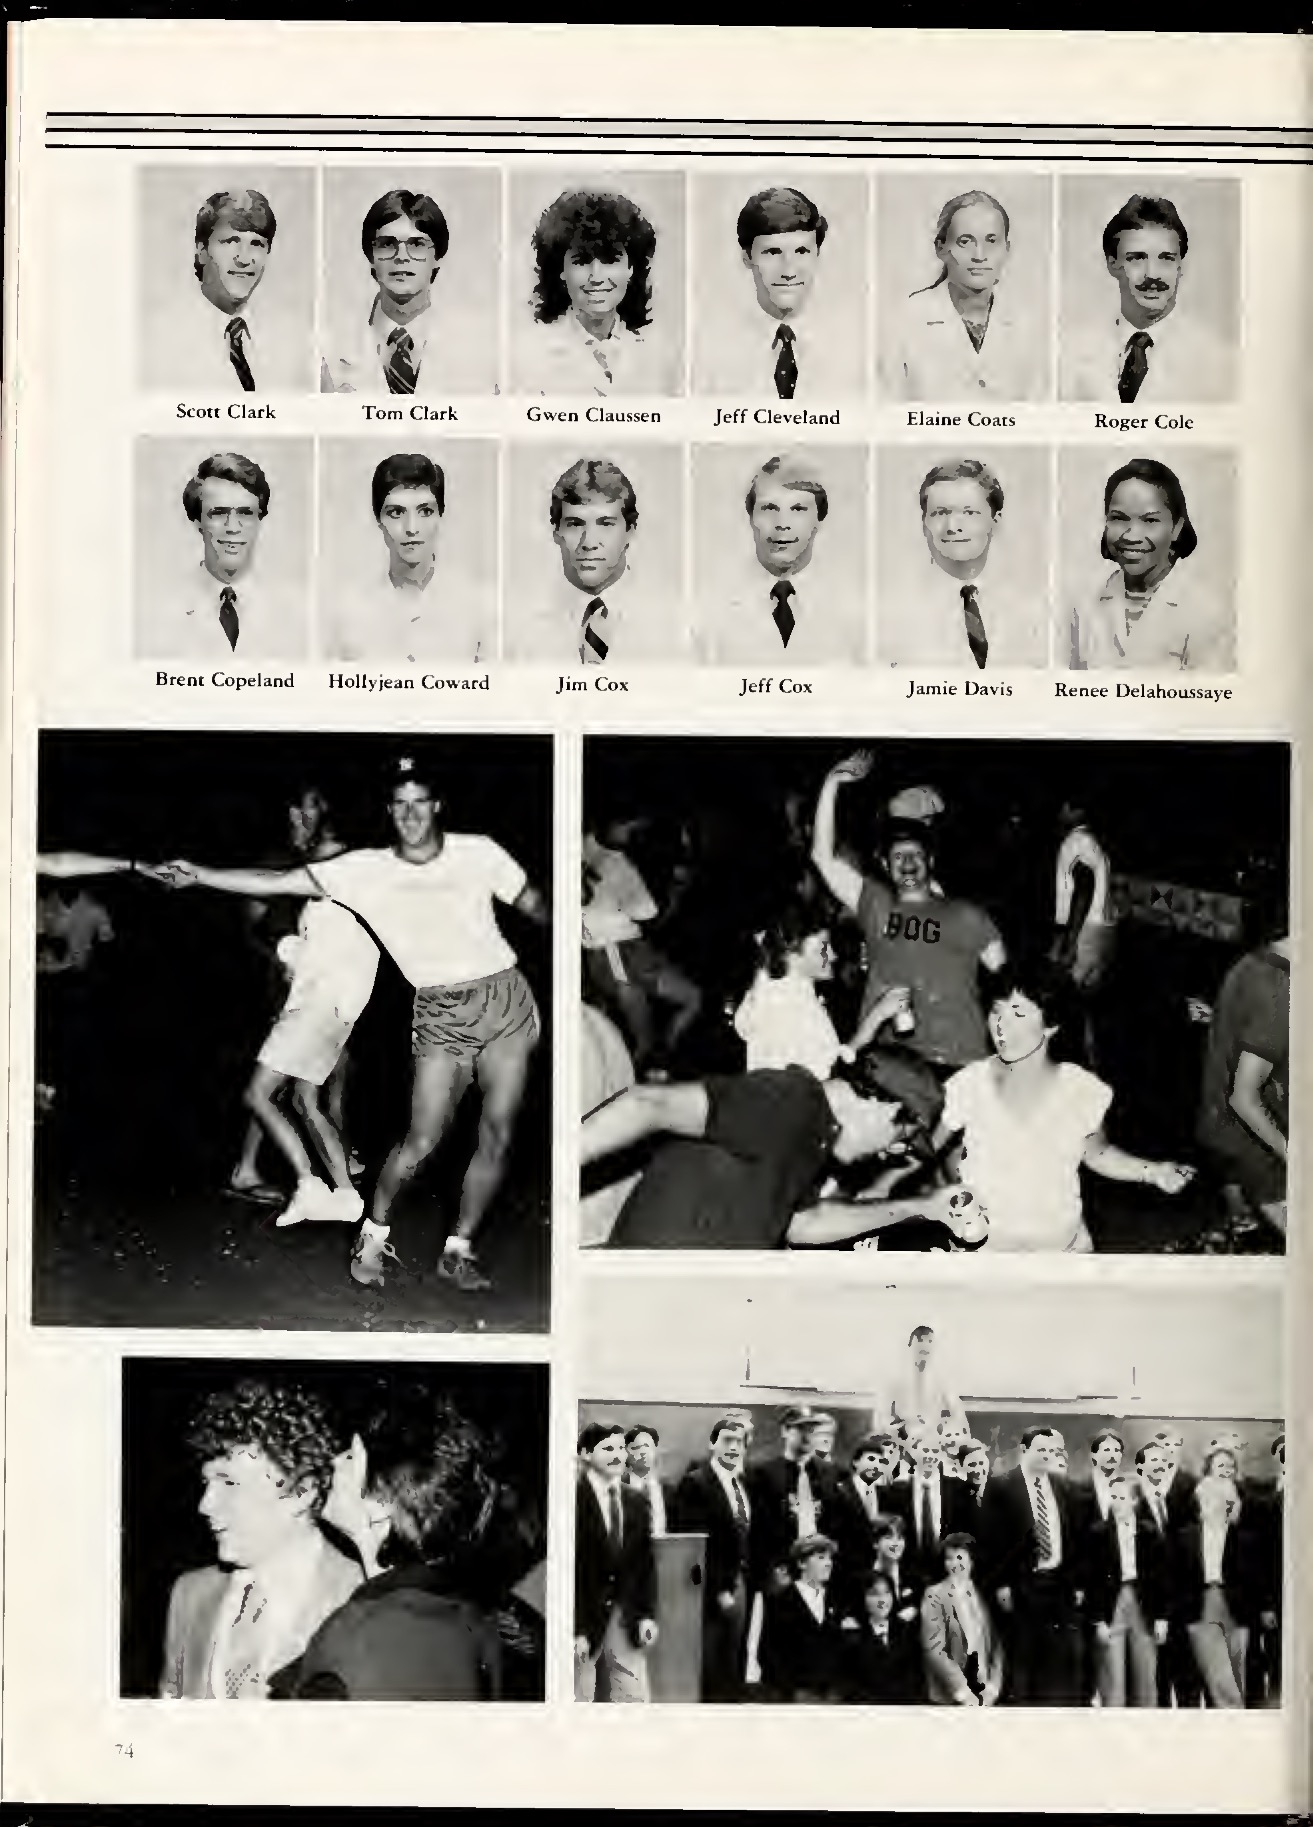 Scott Clark
Tom Clark
Gwen Claussen
Jeff Cleveland
Elaine Coats
Roger Cole
Brent Copeland
Hollyjean Coward
Jim Cox
Jeff Cox
Jamie Davis
Renee Delahoussaye
BOG
74